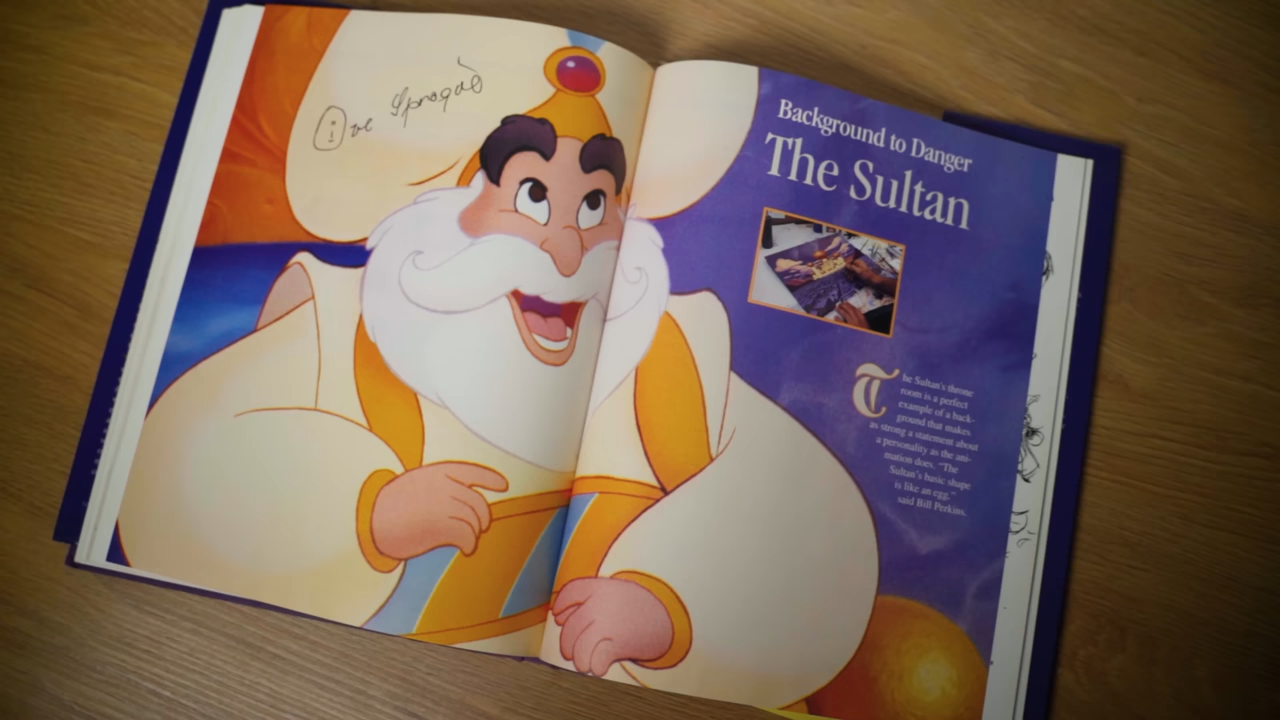 Background to Danger
The Sultan
The Sultan's throne
room is a perfect
example of a back-
ground that makes
as strong a statement about
a personality as the ani-
mation does. "The
Sultan's basic shape
is like an egg,"
said Bill Perkins.